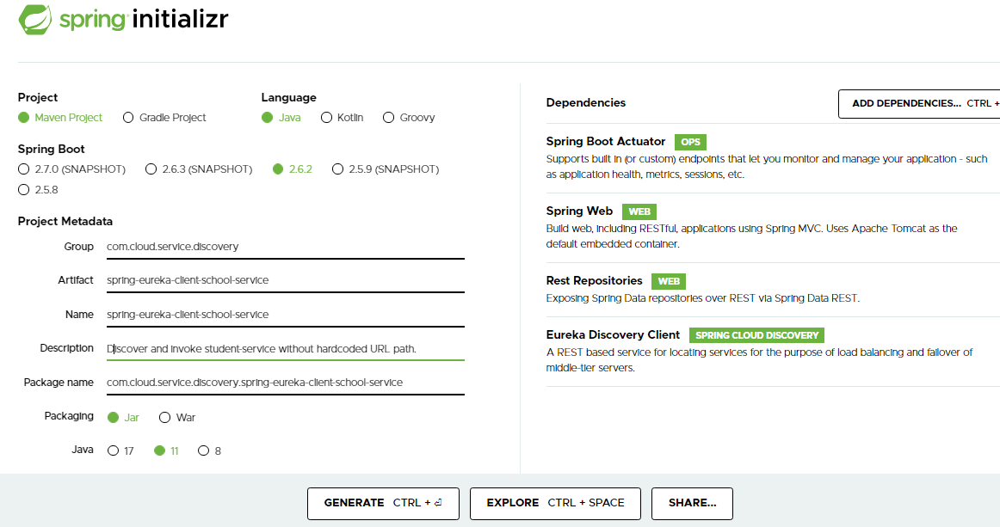 spring initializr
Project
Language
Maven Project Gradle Project
Java Kotlin Groovy
Spring Boot
2.7.0 (SNAPSHOT) 2.6.3 (SNAPSHOT) 2.6.2 2.5.9 (SNAPSHOT)
2.5.8
Project Metadata
Group com.cloud.service.discovery
Artifact spring-eureka-client-school-service
Name spring-eureka-client-school-service
Description Discover and invoke student-service without hardcoded URL path.
Package name com.cloud.service.discovery.spring-eureka-client-school-service
Packaging Jar War
Java 17 11 8
Dependencies
ADD DEPENDENCIES... CTRL +
Spring Boot Actuator OPS
Supports built in (or custom) endpoints that let you monitor and manage your application - such
as application health, metrics, sessions, etc.
Spring Web WEB
Build web, including RESTful, applications using Spring MVC. Uses Apache Tomcat as the
default embedded container.
Rest Repositories WEB
Exposing Spring Data repositories over REST via Spring Data REST.
Eureka Discovery Client SPRING CLOUD DISCOVERY
A REST based service for locating services for the purpose of load balancing and failover of
middle-tier servers.
GENERATE CTRL + ⏎
EXPLORE CTRL + SPACE
SHARE...